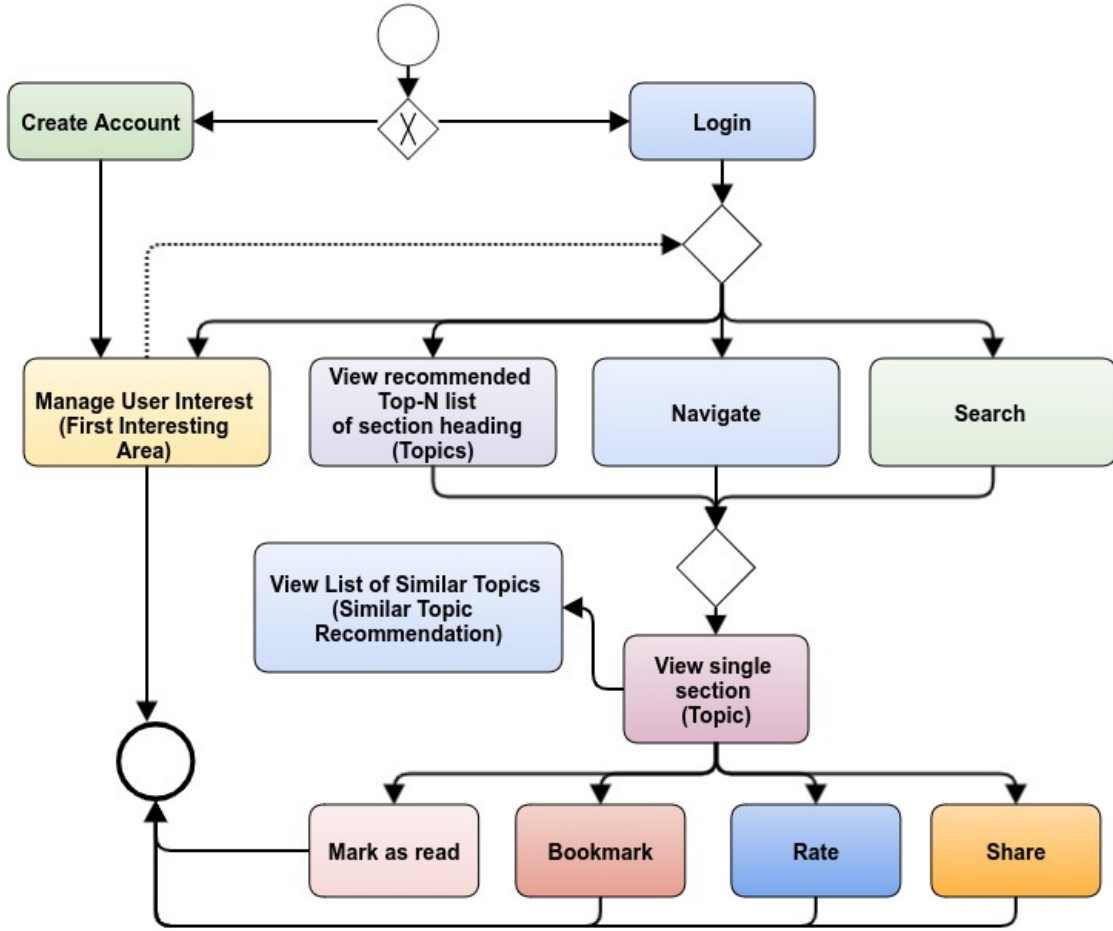 Create Account
X
Login
Manage User Interest
(First Interesting
Area)
View recommended
Top-N list
of section heading
(Topics)
Navigate
Search
View List of Similar Topics
(Similar Topic
Recommendation)
View single
section
(Topic)
Mark as read
Bookmark
Rate
Share